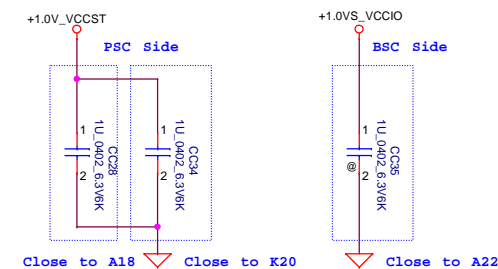 +1.0V_VCCST
PSC Side
1
2
CC28
1U_0402_6.3V6K
1
2
CC34
1U_0402_6.3V6K
Close to A18
Close to K20
+1.0VS_VCCIO
BSC Side
1
@
2
CC35
1U_0402_6.3V6K
Close to A22